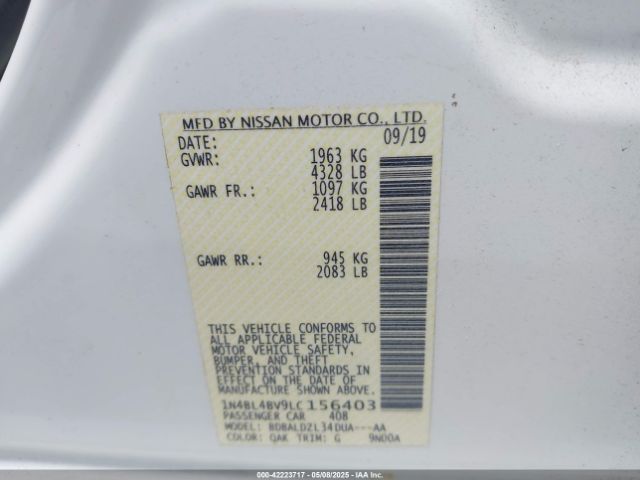 MFD BY NISSAN MOTOR CO., LTD.
DATE: 09/19
GVWR: 1963 KG
4328 LB
GAWR FR.: 1097 KG
2418 LB
GAWR RR.: 945 KG
2083 LB
THIS VEHICLE CONFORMS TO
ALL APPLICABLE FEDERAL
MOTOR VEHICLE SAFETY,
BUMPER, AND THEFT
PREVENTION STANDARDS IN
EFFECT ON THE DATE OF
MANUFACTURE SHOWN ABOVE.
1N4BL4BV9LC156403
PASSENGER CAR 408
MODEL: BDBALDZL34DUA---AA
COLOR: QAK TRIM: G 9N00A
000-42223717 - 05/08/2025 - IAA Inc.